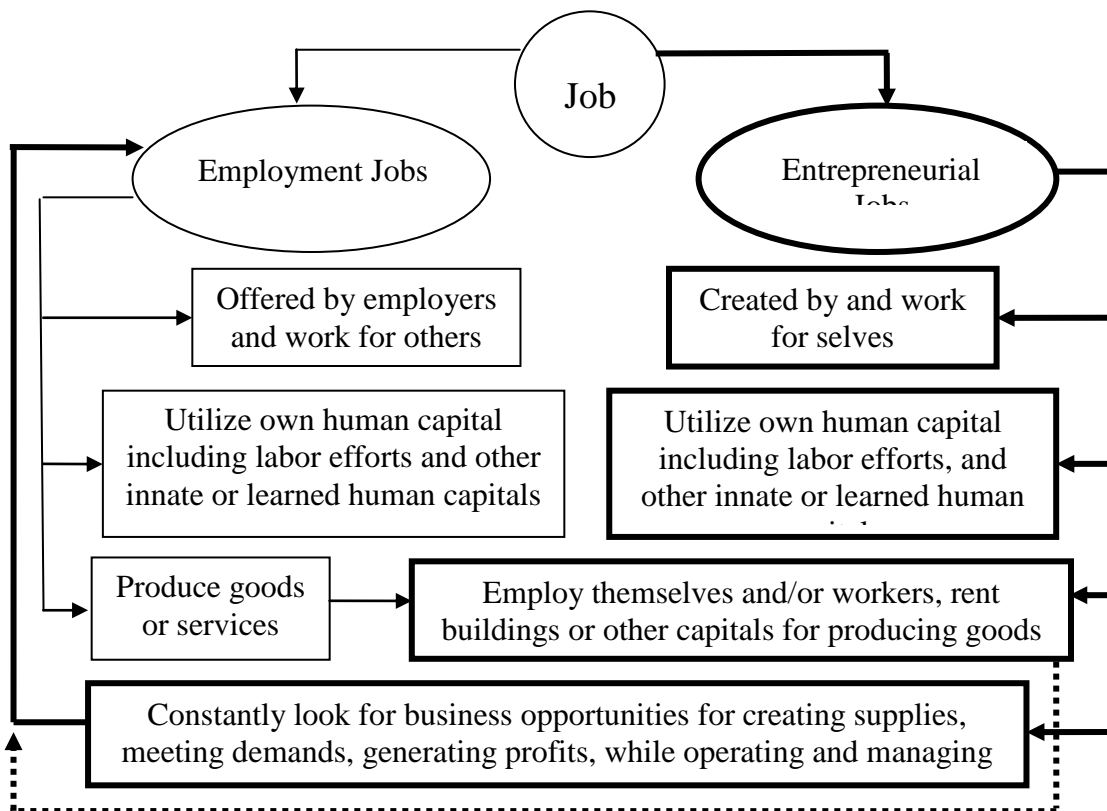 Job
Employment Jobs
Entrepreneurial
Jobs
Offered by employers
and work for others
Created by and work
for selves
Utilize own human capital
including labor efforts and other
innate or learned human capitals
Utilize own human capital
including labor efforts, and
other innate or learned human
Produce goods
or services
Employ themselves and/or workers, rent
buildings or other capitals for producing goods
Constantly look for business opportunities for creating supplies,
meeting demands, generating profits, while operating and managing